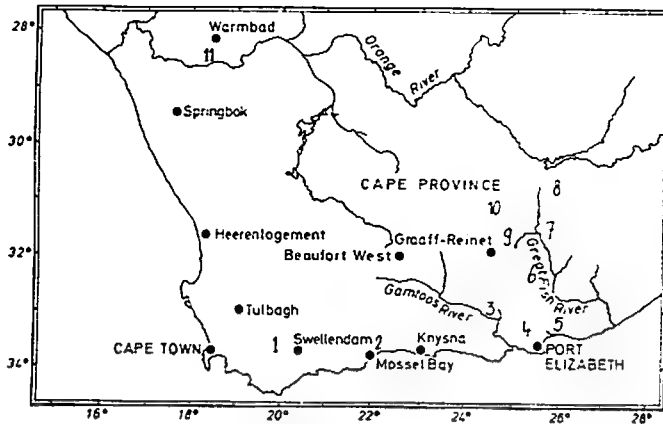 28°
Warmbad
11
Orange
River
Springbok
30°
CAPE PROVINCE
8
10
Heerenlogement
9
7
32°
Graaff-Reinet
Beaufort West
Great Fish River
6
Gamtoos River
3
Tulbagh
4
5
CAPE TOWN
1
Swellendam
2
Knysna
34°
Mossel Bay
PORT
ELIZABETH
16°
18°
20°
22°
24°
26°
28°